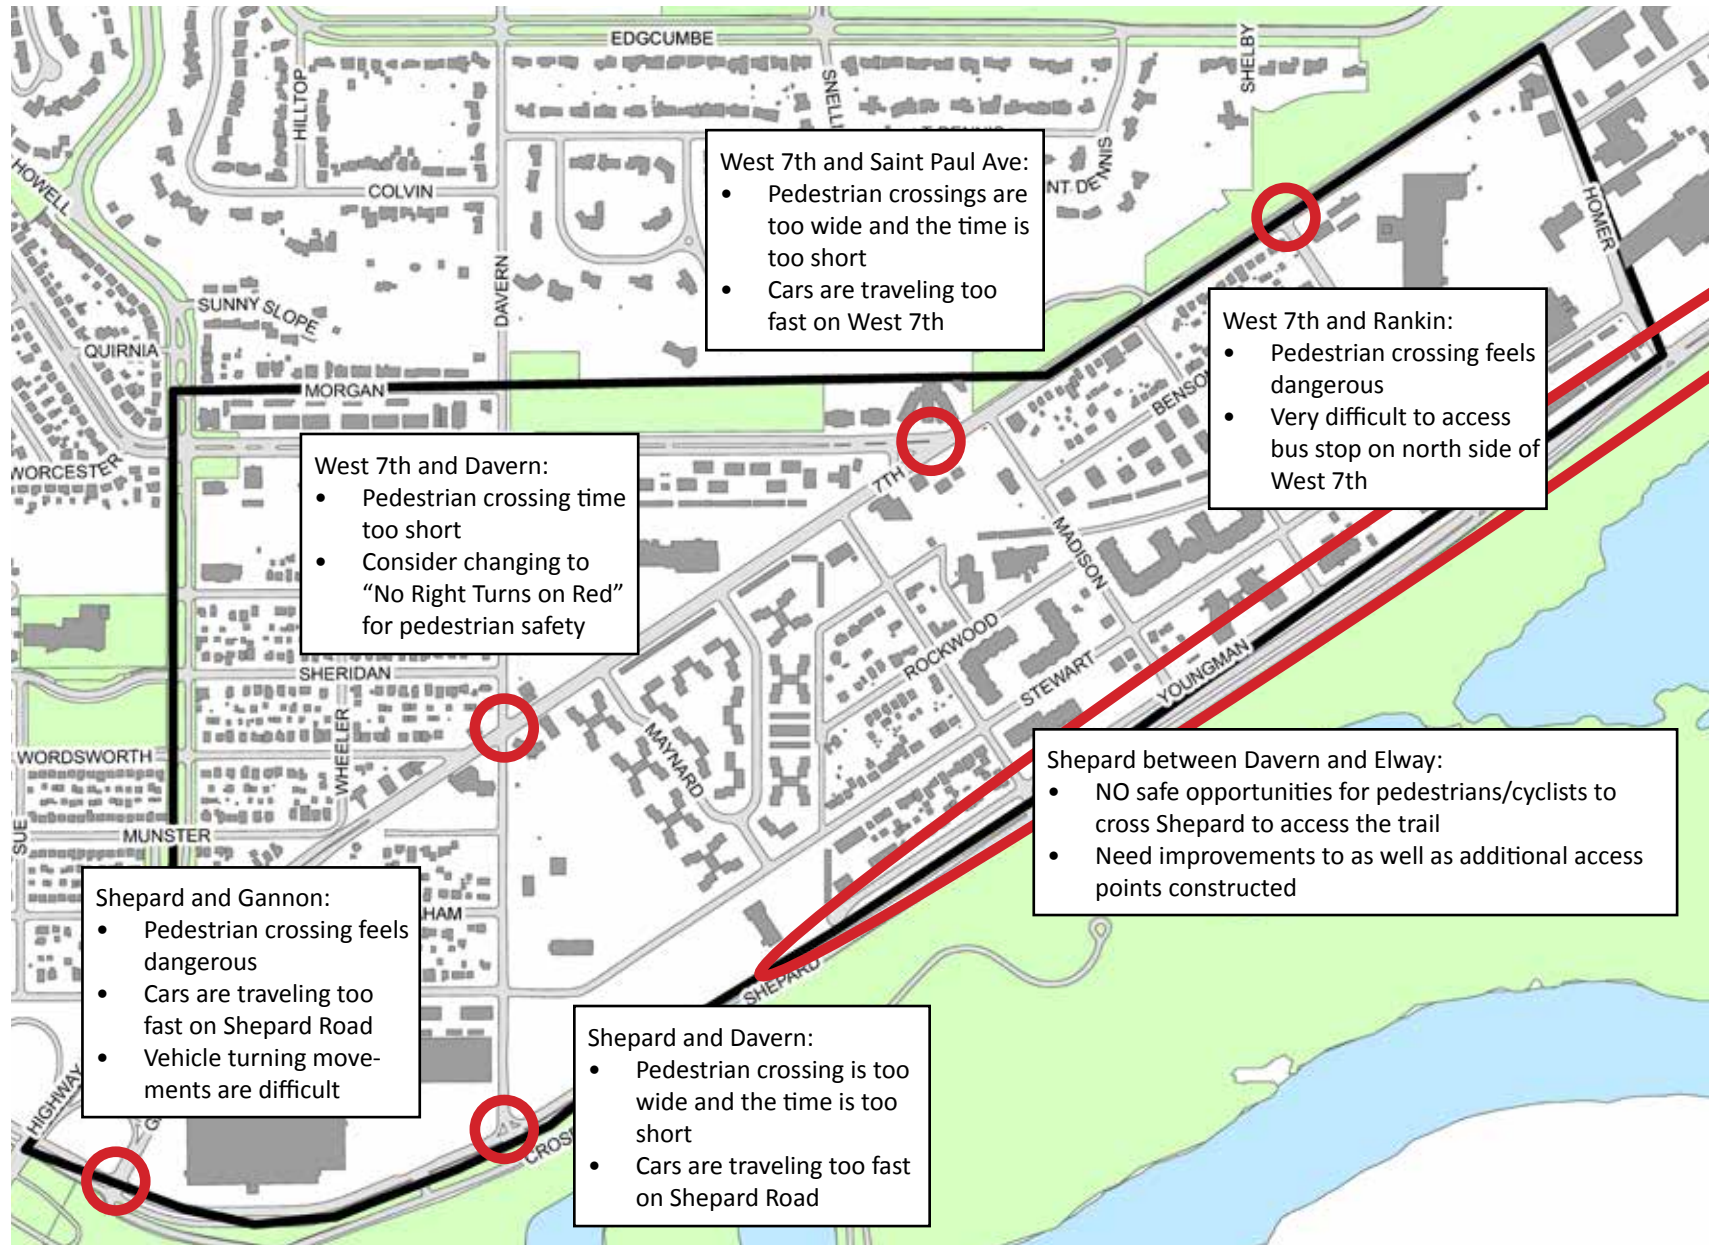 EDGCUMBE
SHELBY
HILLTOP
SNELLI
HOWELL
COLVIN
West 7th and Saint Paul Ave:
• Pedestrian crossings are
too wide and the time is
too short
• Cars are traveling too
fast on West 7th
NT DENNIS
HOMER
DAVERN
SUNNY SLOPE
QUIRNIA
MORGAN
West 7th and Rankin:
• Pedestrian crossing feels
dangerous
• Very difficult to access
bus stop on north side of
West 7th
BENSON
WORCESTER
West 7th and Davern:
• Pedestrian crossing time
too short
• Consider changing to
“No Right Turns on Red”
for pedestrian safety
7TH
MADISON
ROCKWOOD
STEWART
YOUNGMAN
SHERIDAN
WHEELER
MAYNARD
WORDSWORTH
SUE
MUNSTER
SUE
Shepard between Davern and Elway:
• NO safe opportunities for pedestrians/cyclists to
cross Shepard to access the trail
• Need improvements to as well as additional access
points constructed
Shepard and Gannon:
• Pedestrian crossing feels
dangerous
• Cars are traveling too
fast on Shepard Road
• Vehicle turning move-
ments are difficult
HAM
SHEPARD
Shepard and Davern:
• Pedestrian crossing is too
wide and the time is too
short
• Cars are traveling too fast
on Shepard Road
HIGHWAY
G
CROS